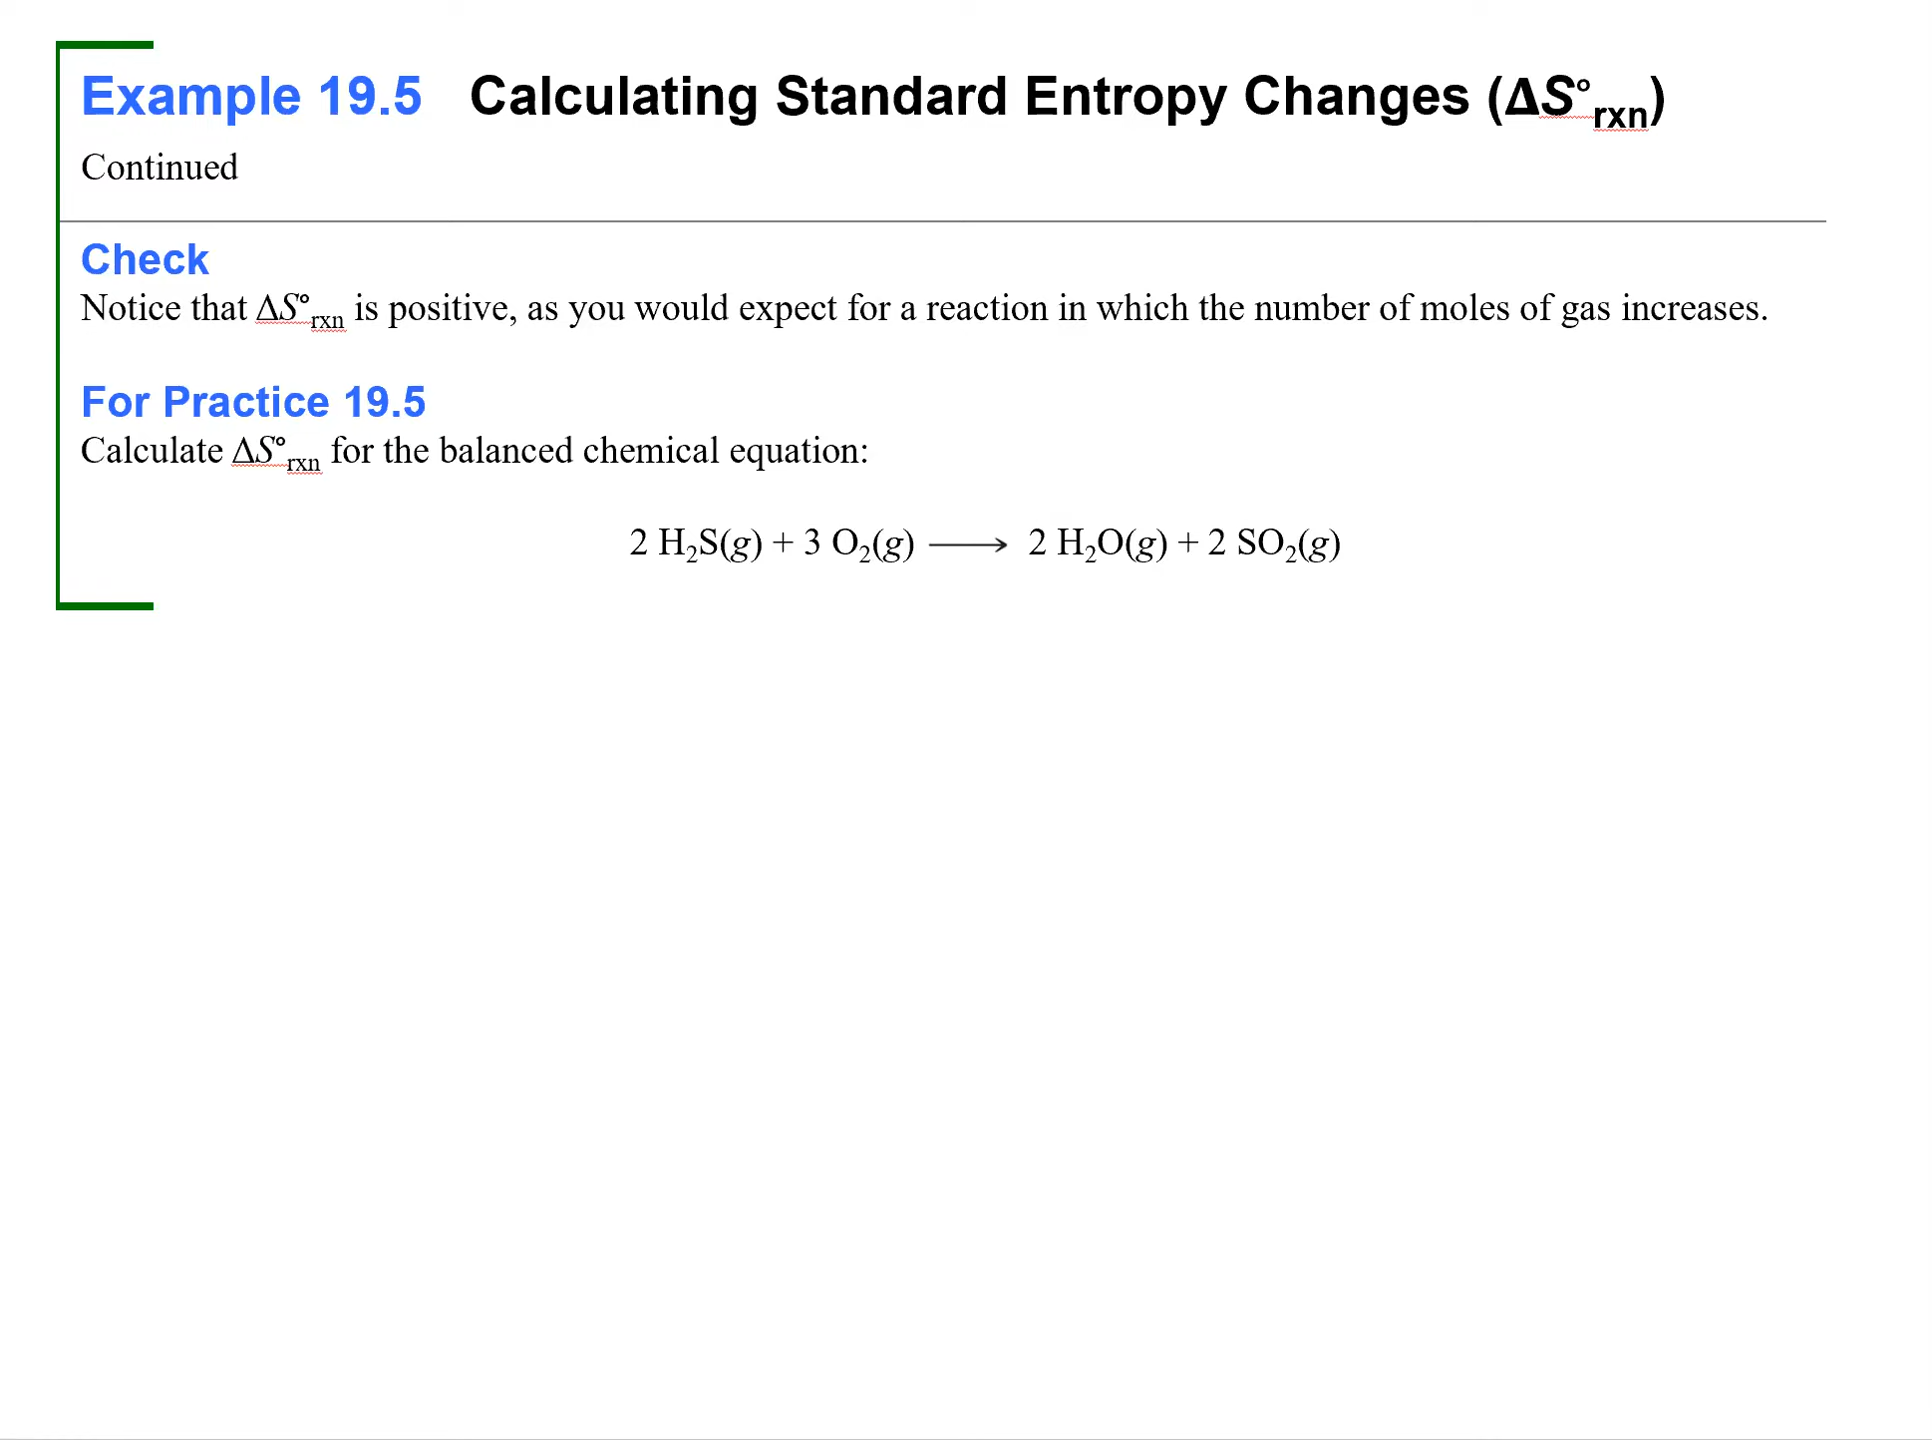 Example 19.5 Calculating Standard Entropy Changes (ΔS°rxn)
Continued
Check
Notice that ΔS°rxn is positive, as you would expect for a reaction in which the number of moles of gas increases.
For Practice 19.5
Calculate ΔS°rxn for the balanced chemical equation:
2 H₂S(g) + 3 O₂(g) ⟶ 2 H₂O(g) + 2 SO₂(g)